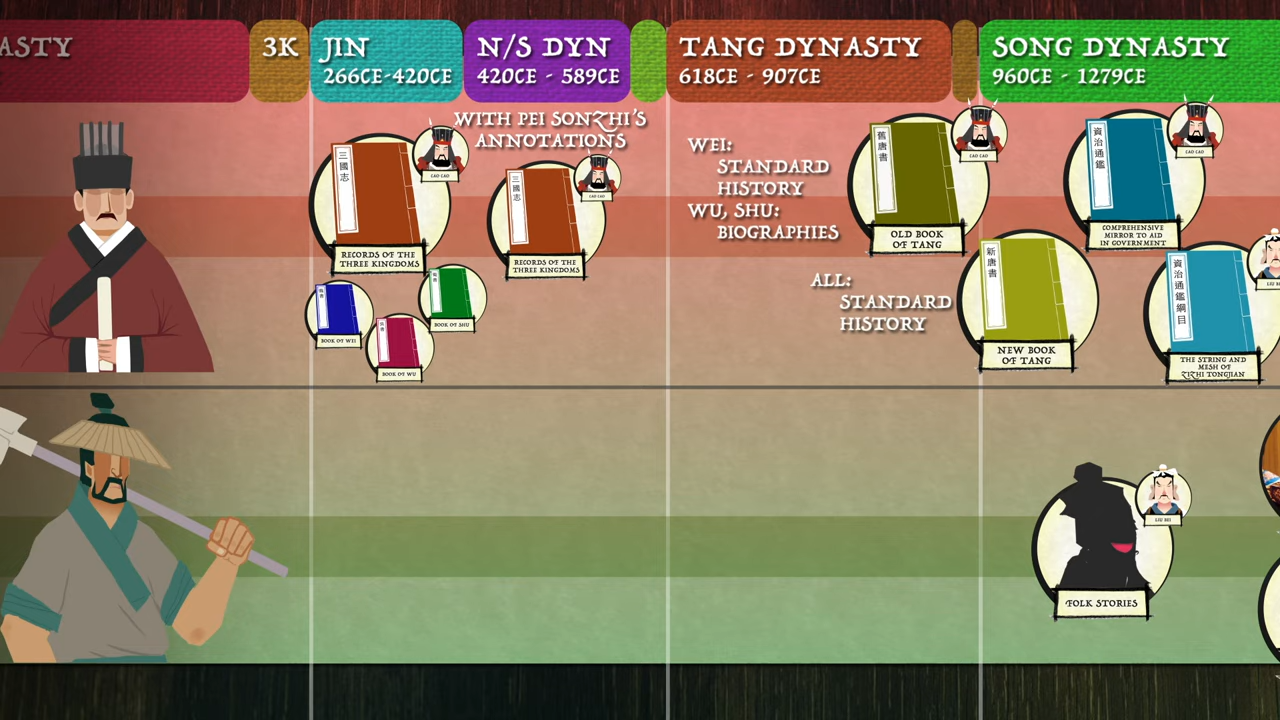 ASTY
3K
JIN
266CE-420CE
N/S DYN
420CE - 589CE
TANG DYNASTY
618CE - 907CE
SONG DYNASTY
960CE - 1279CE
WITH PEI SONZHI'S
ANNOTATIONS
三國志
CAO CAO
RECORDS OF THE
THREE KINGDOMS
三國志
CAO CAO
RECORDS OF THE
THREE KINGDOMS
BOOK OF WEI
BOOK OF WU
BOOK OF SHU
WEI:
STANDARD
HISTORY
WU, SHU:
BIOGRAPHIES
舊唐書
CAO CAO
OLD BOOK
OF TANG
ALL:
STANDARD
HISTORY
新唐書
NEW BOOK
OF TANG
資治通鑑
CAO CAO
COMPREHENSIVE
MIRROR TO AID
IN GOVERNMENT
資治通鑑綱目
THE STRING AND
MESH OF
ZIZHI TONGJIAN
LIU BEI
FOLK STORIES